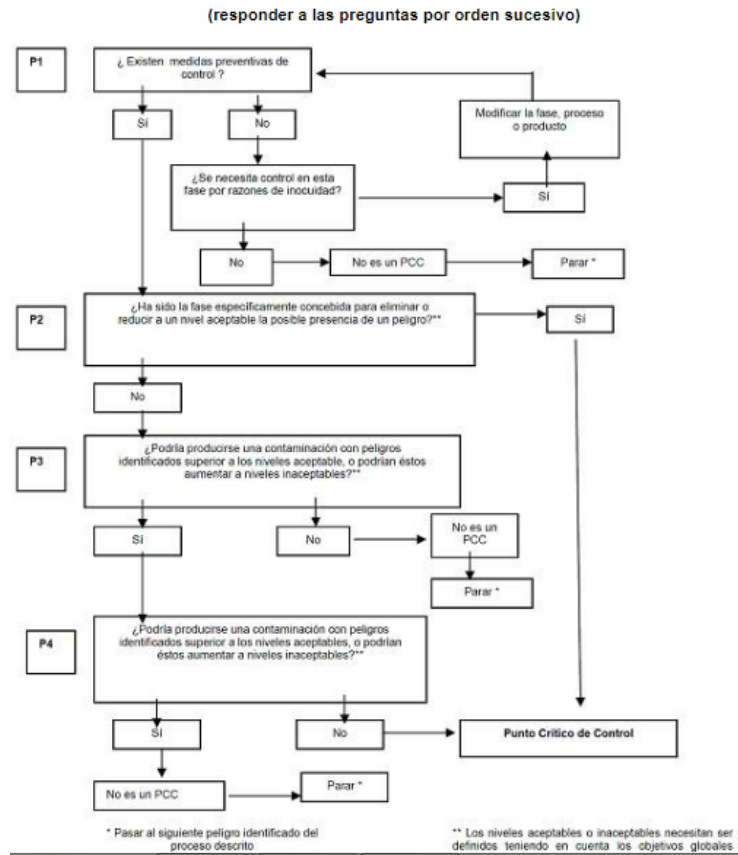 (responder a las preguntas por orden sucesivo)
P1
¿ Existen medidas preventivas de
control ?
Sí
No
Modificar la fase, proceso
o producto
¿Se necesita control en esta
fase por razones de inocuidad?
Sí
No
No es un PCC
Parar *
P2
¿Ha sido la fase específicamente concebida para eliminar o
reducir a un nivel aceptable la posible presencia de un peligro?**
Sí
No
P3
¿Podría producirse una contaminación con peligros
identificados superior a los niveles aceptable, o podrían éstos
aumentar a niveles inaceptables?**
Sí
No
No es un
PCC
Parar *
P4
¿Podría producirse una contaminación con peligros
identificados superior a los niveles aceptables, o podrían
éstos aumentar a niveles inaceptables?**
Sí
No
Punto Crítico de Control
No es un PCC
Parar *
* Pasar al siguiente peligro identificado del
proceso descrito
** Los niveles aceptables o inaceptables necesitan ser
definidos teniendo en cuenta los objetivos globales